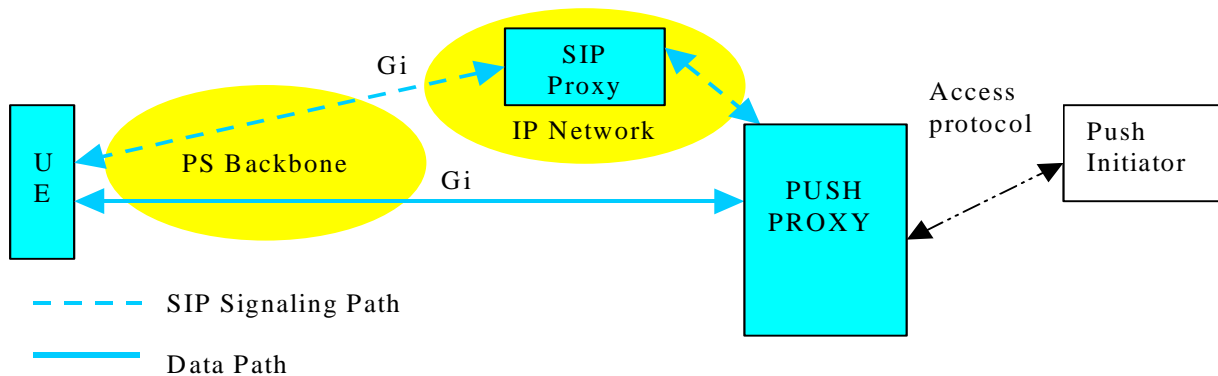 SIP
Proxy
Gi
IP Network
Access
protocol
Push
Initiator
U
E
PS Backbone
Gi
PUSH
PROXY
SIP Signaling Path
Data Path